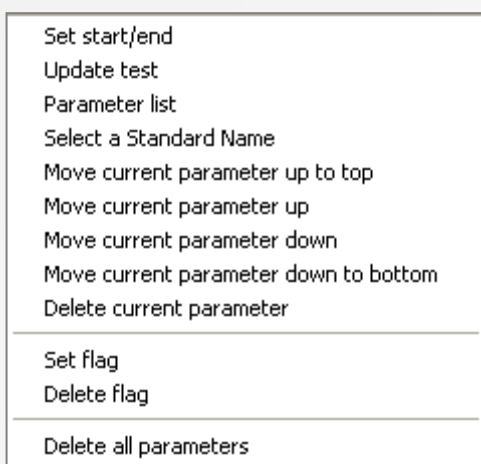 Set start/end
Update test
Parameter list
Select a Standard Name
Move current parameter up to top
Move current parameter up
Move current parameter down
Move current parameter down to bottom
Delete current parameter
Set flag
Delete flag
Delete all parameters